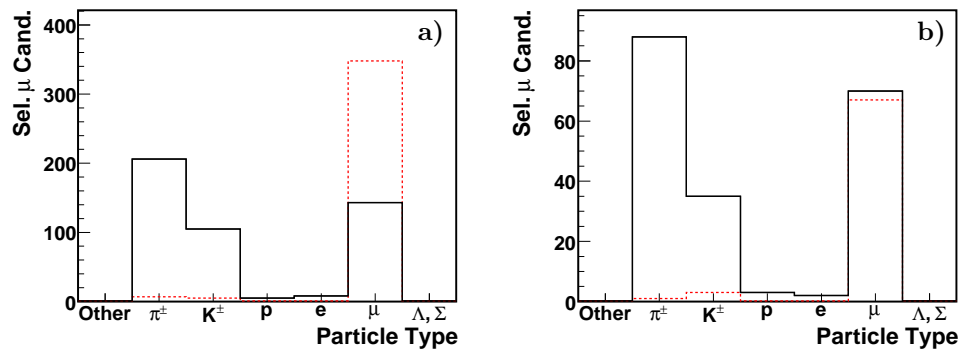 a)
Sel. μ Cand.
400
300
200
100
0
Other π± K± p e μ Λ, Σ
Particle Type
b)
Sel. μ Cand.
80
60
40
20
0
Other π± K± p e μ Λ, Σ
Particle Type